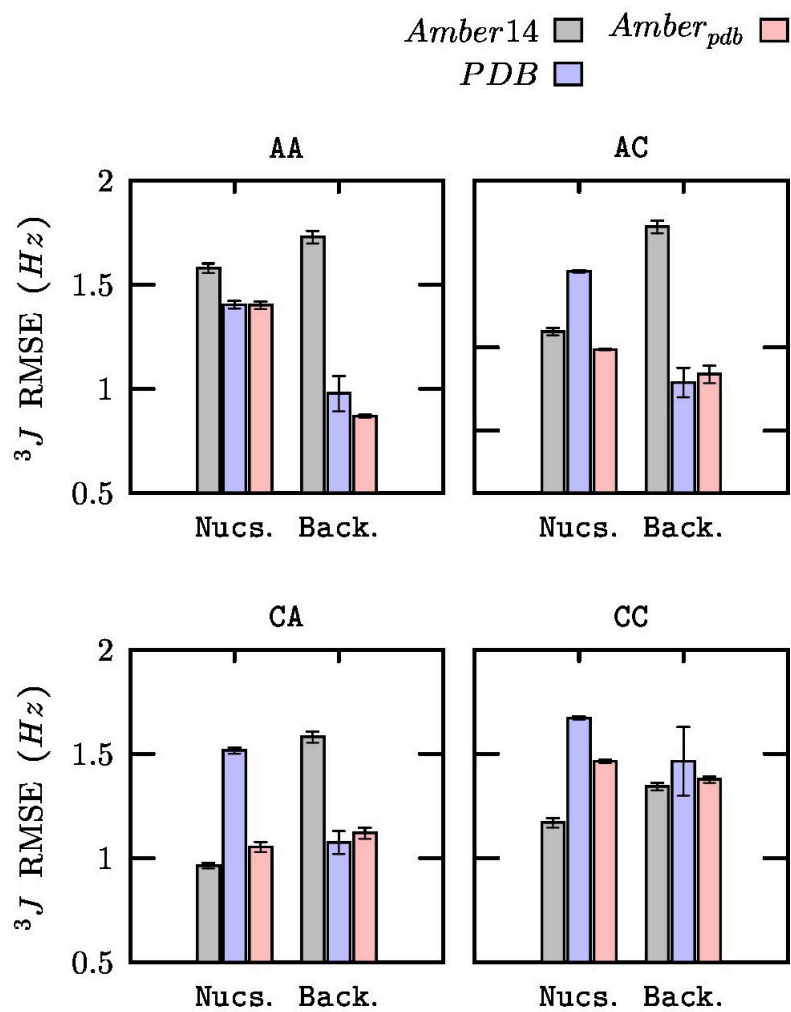 Amber14 Amber_pdb
PDB
AA AC
2
1.5
1
0.5
³J RMSE (Hz)
Nucs. Back. Nucs. Back.
CA CC
2
1.5
1
0.5
³J RMSE (Hz)
Nucs. Back. Nucs. Back.